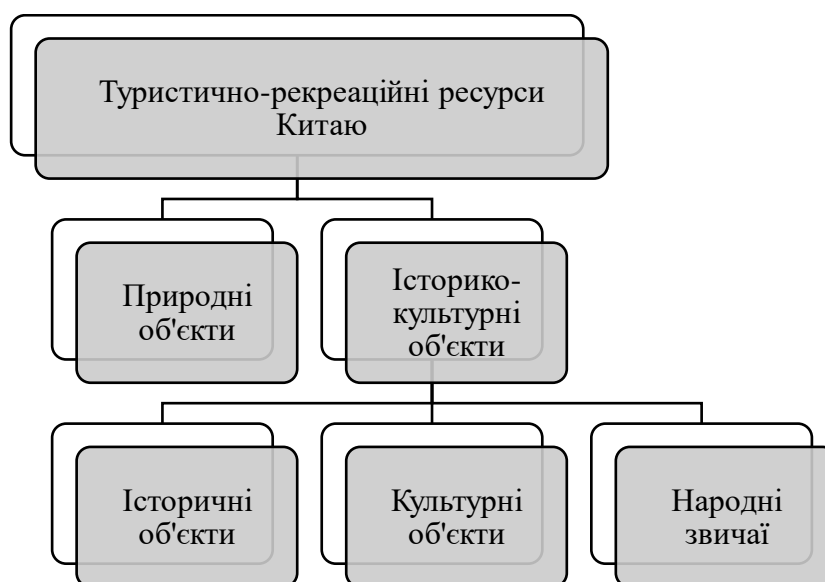 Туристично-рекреаційні ресурси
Китаю
Природні
об'єкти
Історико-
культурні
об'єкти
Історичні
об'єкти
Культурні
об'єкти
Народні
звичаї